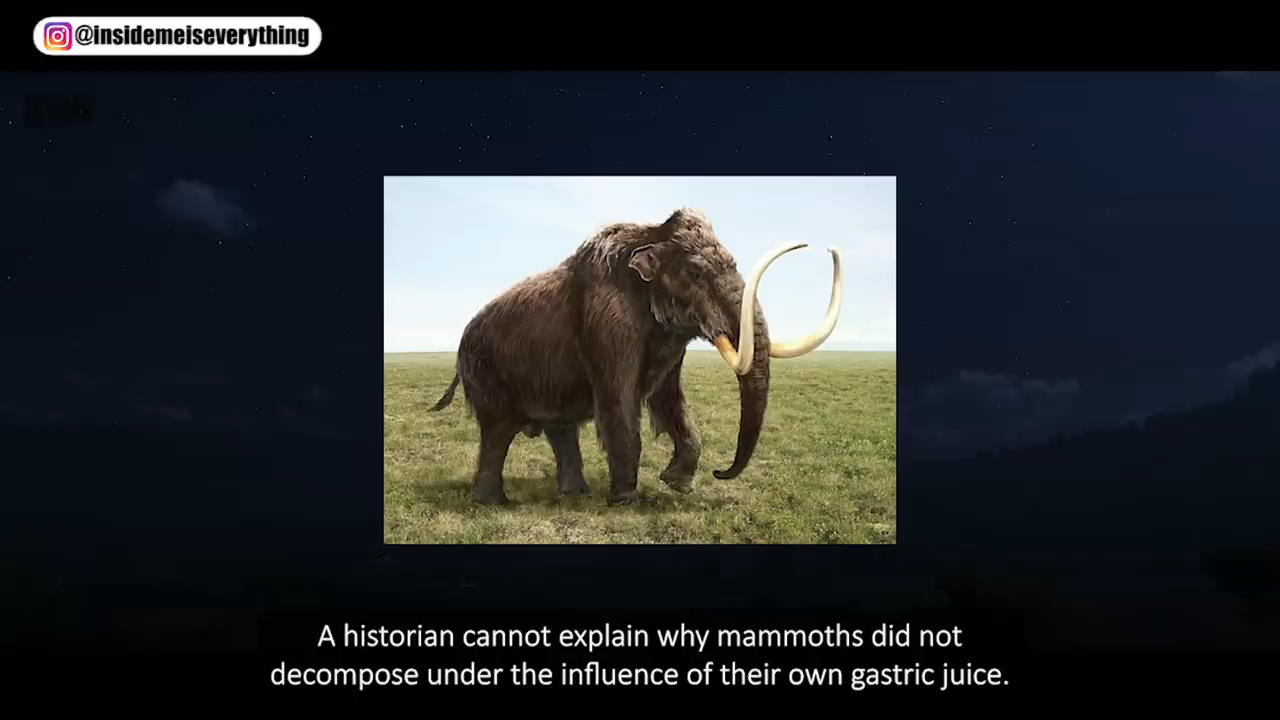 @insidemeiseverything
A historian cannot explain why mammoths did not
decompose under the influence of their own gastric juice.